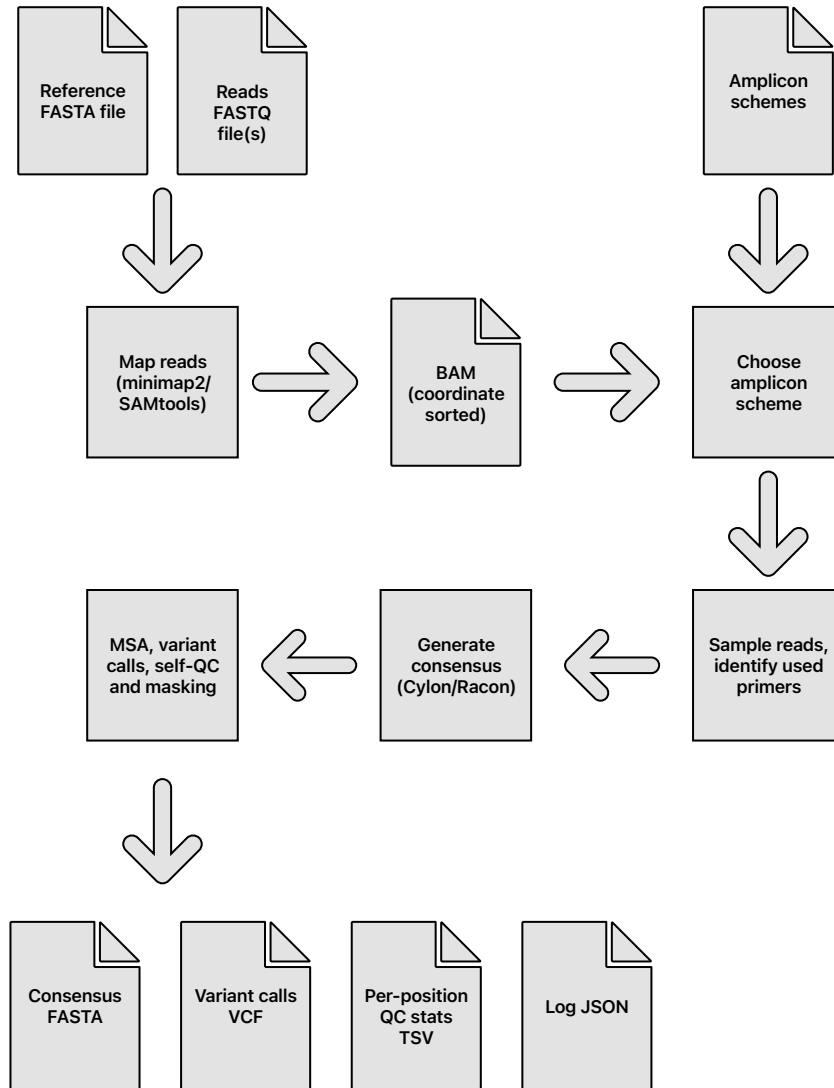 Reference
FASTA file
Reads
FASTQ
file(s)
Amplicon
schemes
Map reads
(minimap2/
SAMtools)
BAM
(coordinate
sorted)
Choose
amplicon
scheme
MSA, variant
calls, self-QC
and masking
Generate
consensus
(Cylon/Racon)
Sample reads,
identify used
primers
Consensus
FASTA
Variant calls
VCF
Per-position
QC stats
TSV
Log JSON